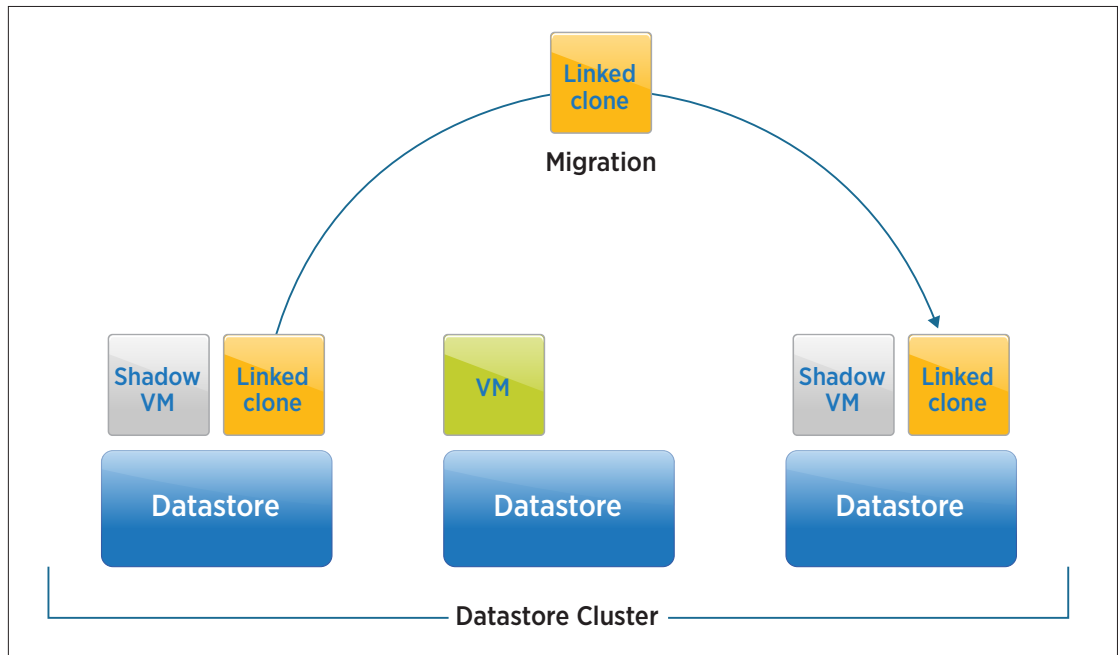 Linked
clone
Migration
Shadow
VM
Linked
clone
VM
Shadow
VM
Linked
clone
Datastore
Datastore
Datastore
Datastore Cluster